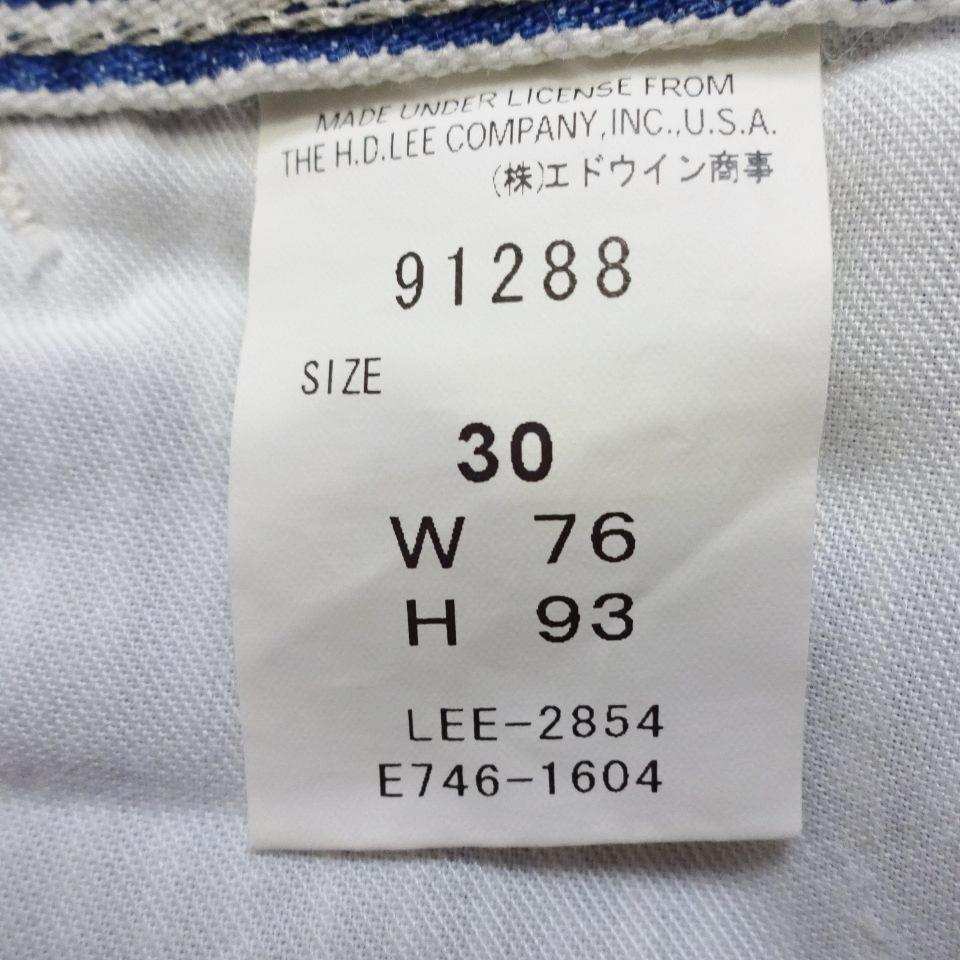 MADE UNDER LICENSE FROM
THE H.D.LEE COMPANY,INC.,U.S.A.
(株)エドウイン商事
91288
SIZE
30
W 76
H 93
LEE-2854
E746-1604